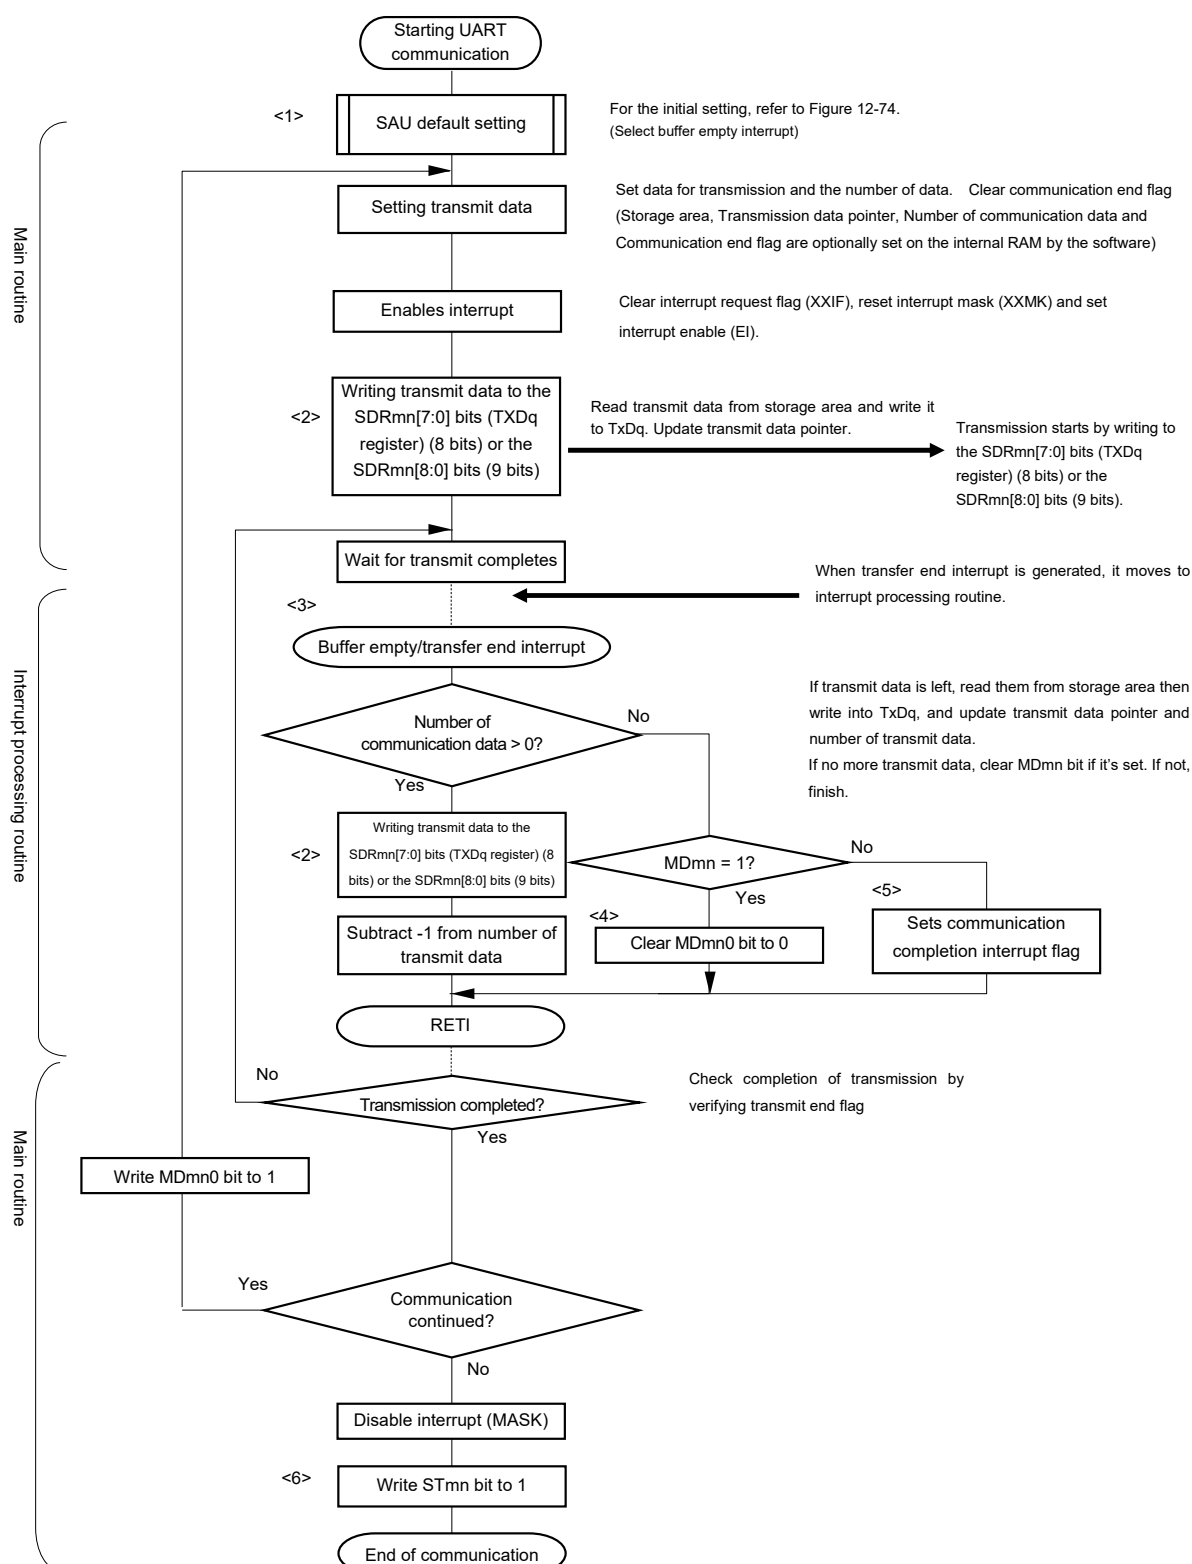 Starting UART
communication
<1>
SAU default setting
For the initial setting, refer to Figure 12-74.
(Select buffer empty interrupt)
Main routine
Setting transmit data
Set data for transmission and the number of data. Clear communication end flag
(Storage area, Transmission data pointer, Number of communication data and
Communication end flag are optionally set on the internal RAM by the software)
Enables interrupt
Clear interrupt request flag (XXIF), reset interrupt mask (XXMK) and set
interrupt enable (EI).
<2>
Writing transmit data to the
SDRmn[7:0] bits (TXDq
register) (8 bits) or the
SDRmn[8:0] bits (9 bits)
Read transmit data from storage area and write it
to TxDq. Update transmit data pointer.
Transmission starts by writing to
the SDRmn[7:0] bits (TXDq
register) (8 bits) or the
SDRmn[8:0] bits (9 bits).
Wait for transmit completes
When transfer end interrupt is generated, it moves to
interrupt processing routine.
<3>
Buffer empty/transfer end interrupt
Interrupt processing routine
Number of
communication data > 0?
No
Yes
If transmit data is left, read them from storage area then
write into TxDq, and update transmit data pointer and
number of transmit data.
If no more transmit data, clear MDmn bit if it's set. If not,
finish.
<2>
Writing transmit data to the
SDRmn[7:0] bits (TXDq register) (8
bits) or the SDRmn[8:0] bits (9 bits)
MDmn = 1?
No
Yes
<4>
<5>
Subtract -1 from number of
transmit data
Clear MDmn0 bit to 0
Sets communication
completion interrupt flag
RETI
No
Transmission completed?
Yes
Check completion of transmission by
verifying transmit end flag
Main routine
Write MDmn0 bit to 1
Yes
Communication
continued?
No
Disable interrupt (MASK)
<6>
Write STmn bit to 1
End of communication